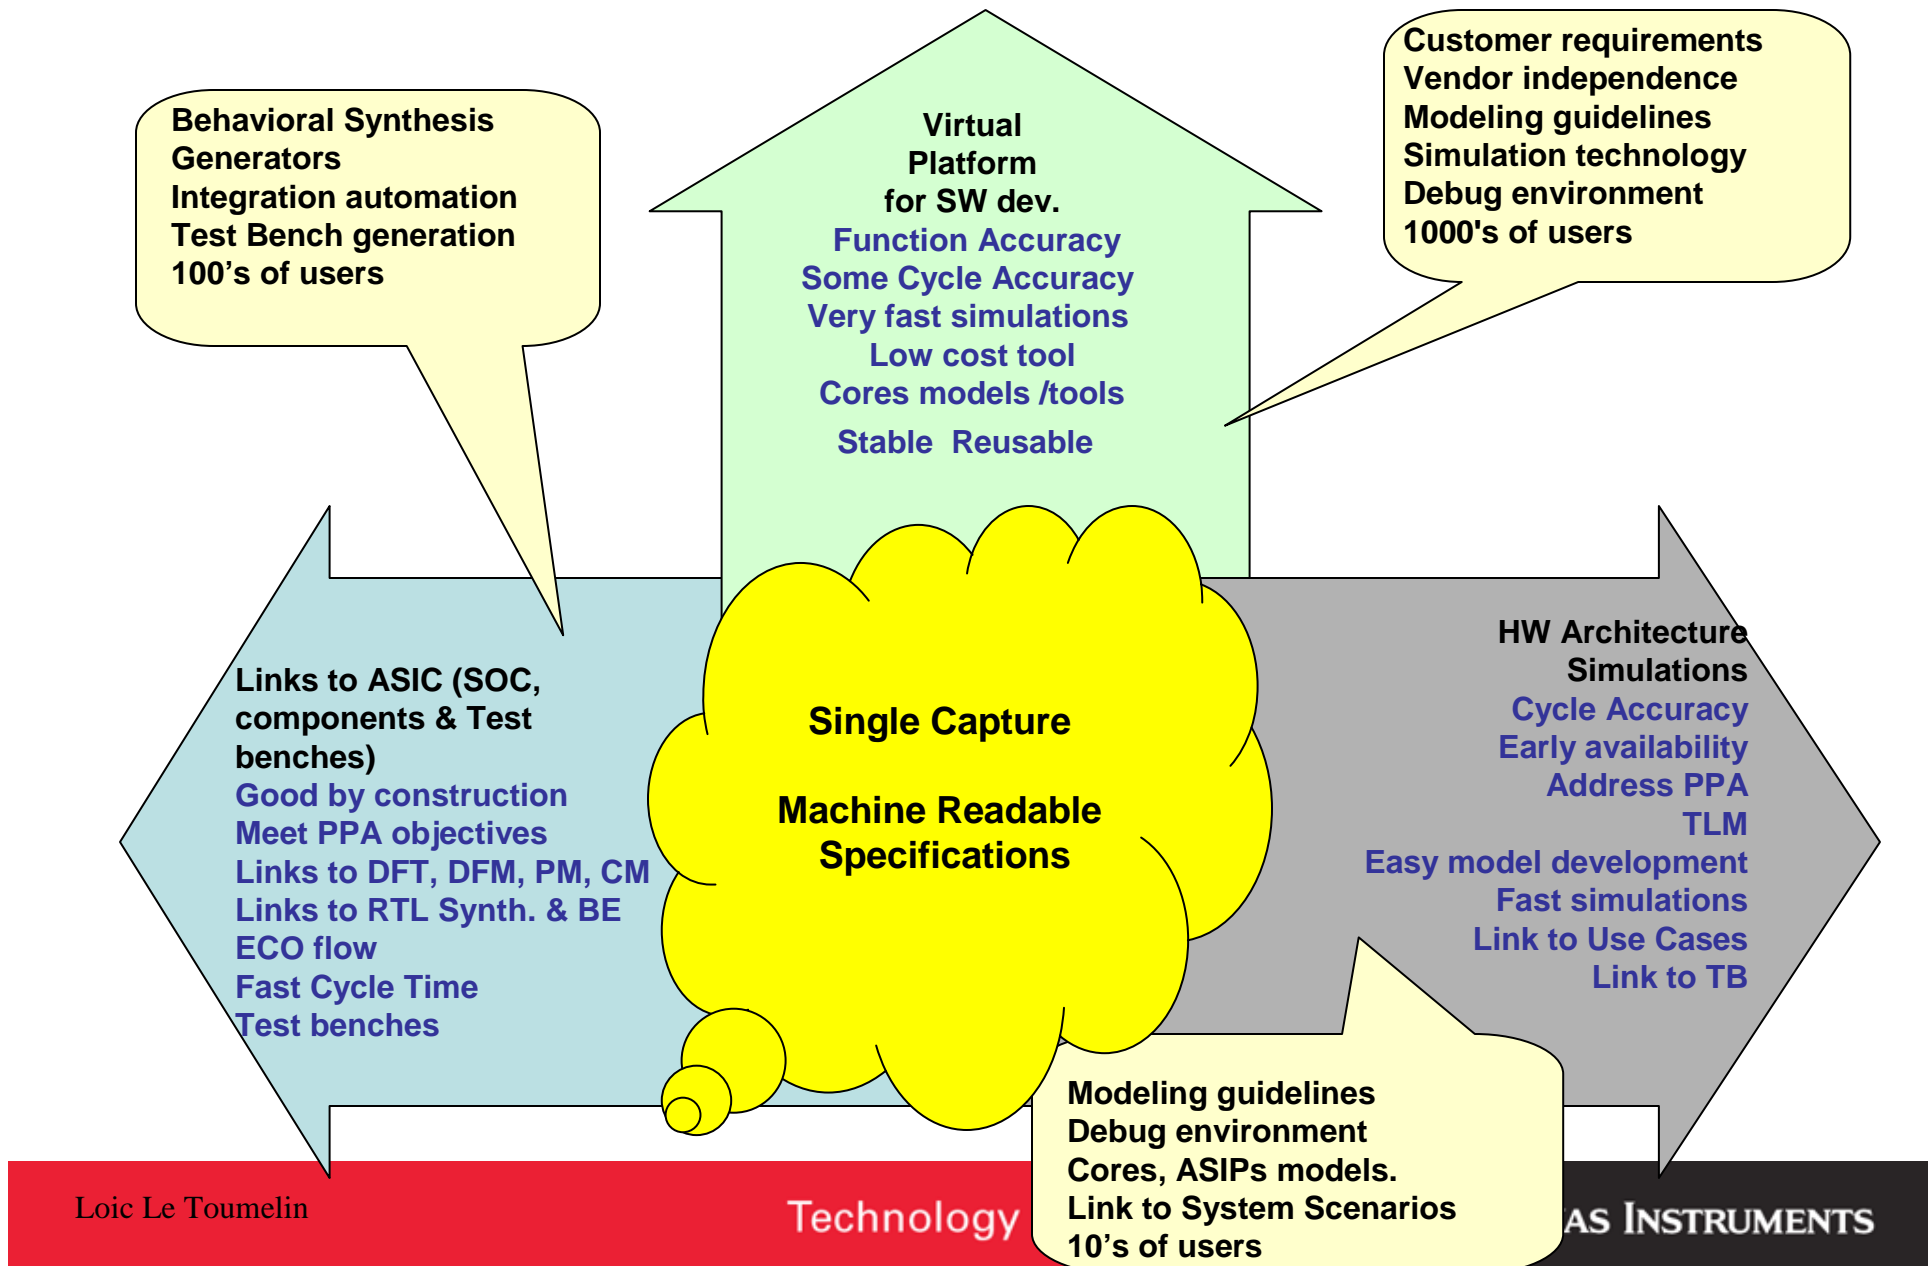 Customer requirements
Vendor independence
Modeling guidelines
Simulation technology
Debug environment
1000's of users
Behavioral Synthesis
Generators
Integration automation
Test Bench generation
100’s of users
Virtual
Platform
for SW dev.
Function Accuracy
Some Cycle Accuracy
Very fast simulations
Low cost tool
Cores models /tools
Stable  Reusable
Links to ASIC (SOC,
components & Test
benches)
Good by construction
Meet PPA objectives
Links to DFT, DFM, PM, CM
Links to RTL Synth. & BE
ECO flow
Fast Cycle Time
Test benches
Single Capture
Machine Readable
Specifications
HW Architecture
Simulations
Cycle Accuracy
Early availability
Address PPA
TLM
Easy model development
Fast simulations
Link to Use Cases
Link to TB
Modeling guidelines
Debug environment
Cores, ASIPs models.
Link to System Scenarios
10’s of users
Loic Le Toumelin
Technology
AS INSTRUMENTS